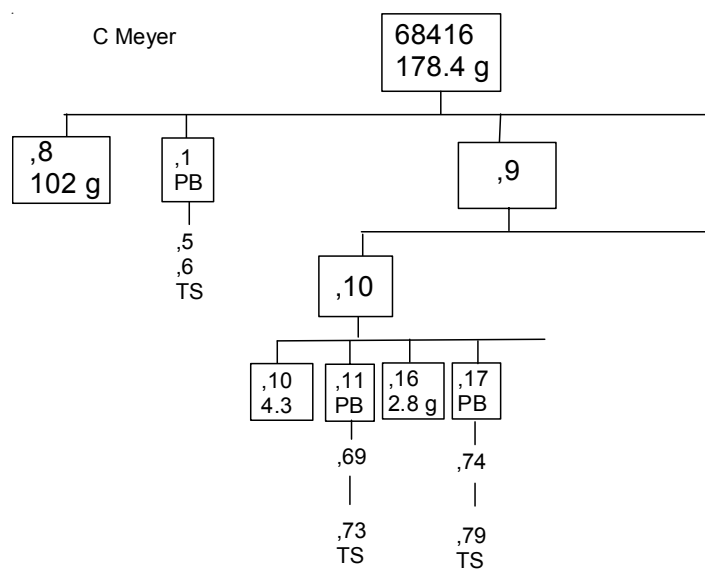 C Meyer
68416
178.4 g
,8
102 g
,1
PB
,9
,5
,6
TS
,10
,10
4.3
,11
PB
,16
2.8 g
,17
PB
,69
,74
,73
TS
,79
TS